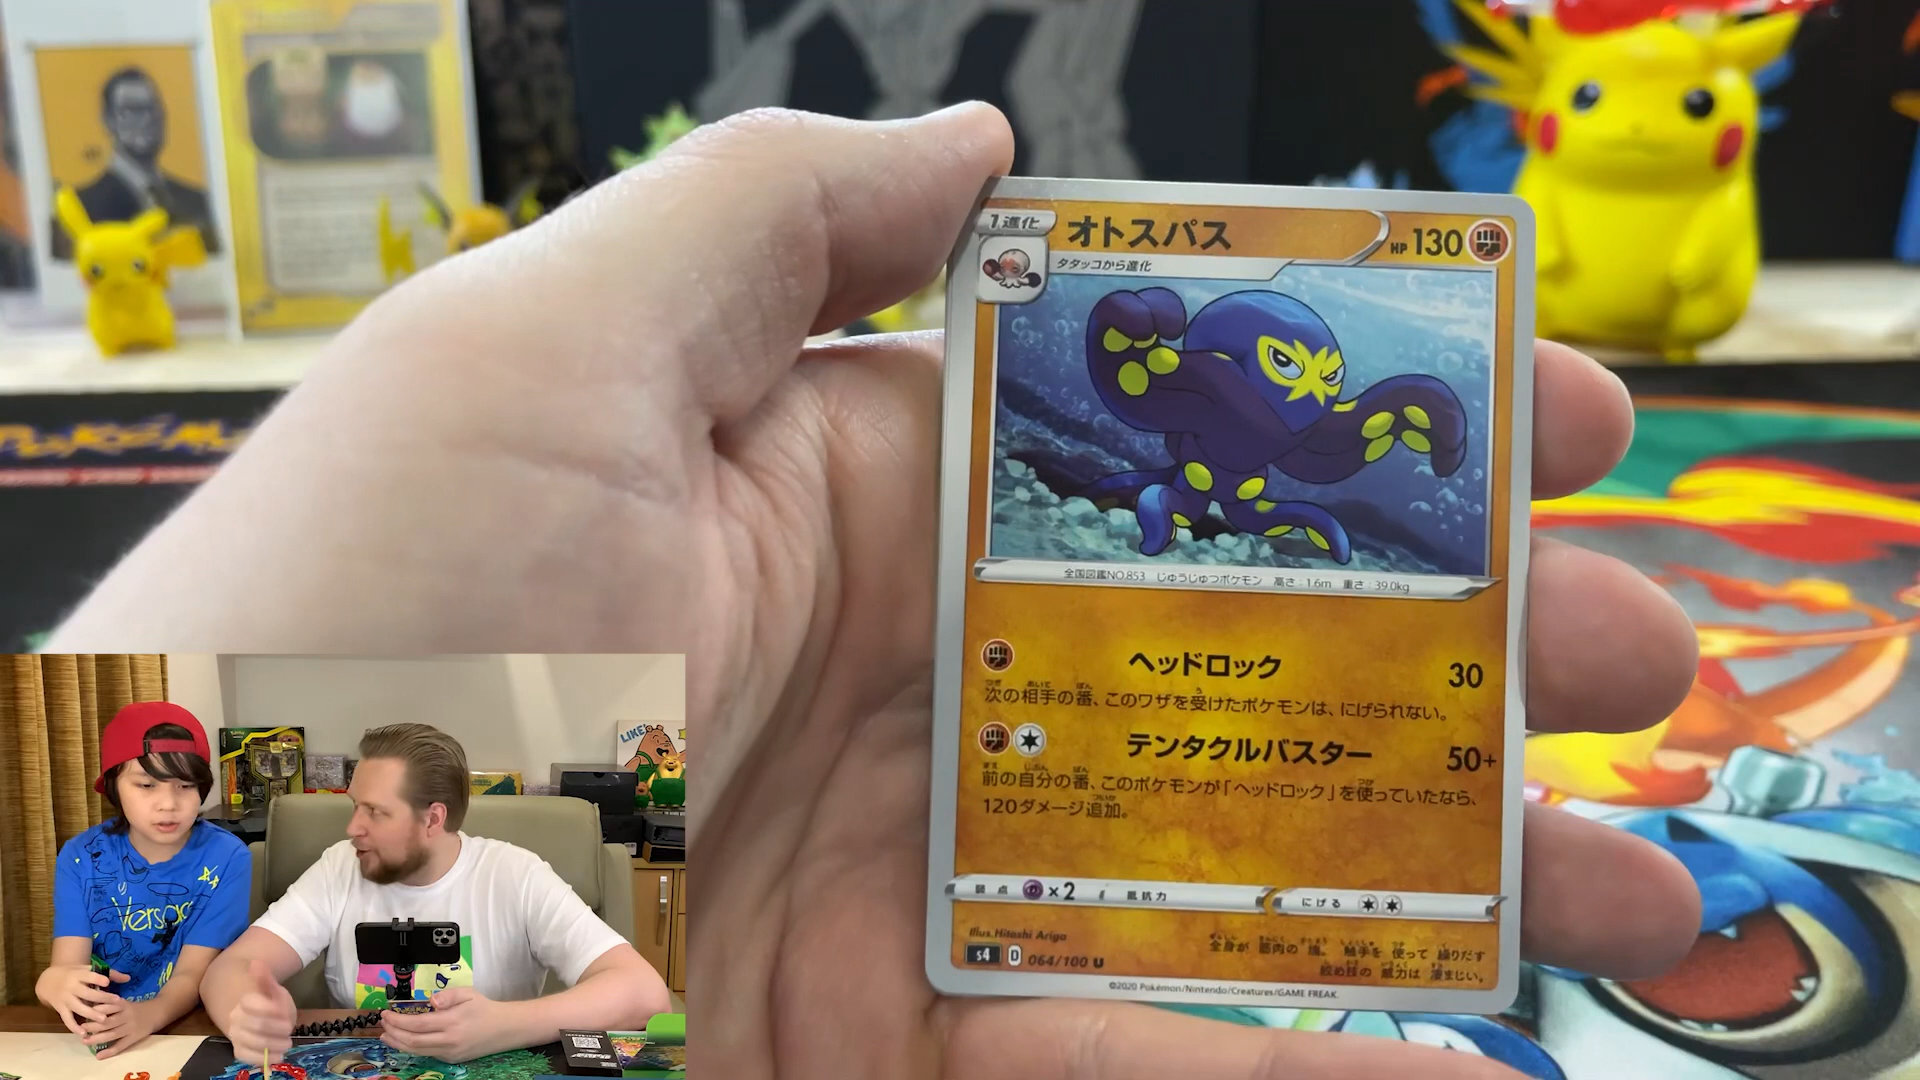 1進化
オトスパス
HP 130
タタッコから進化
全国図鑑NO.853 じゅうじゅつポケモン 高さ:1.6m 重さ:39.0kg
ヘッドロック 30
次の相手の番、このワザを受けたポケモンは、にげられない。
テンタクルバスター 50+
前の自分の番、このポケモンが「ヘッドロック」を使っていたなら、
120ダメージ追加。
弱点 ×2 抵抗力 にげる
Illus. Hitoshi Ariga
s4 D 064/100 U
全身が 筋肉の 塊。 触手を 使って 繰りだす
絞め技の 威力は 凄まじい。
©2020 Pokémon/Nintendo/Creatures/GAME FREAK.
LIKE
Versace